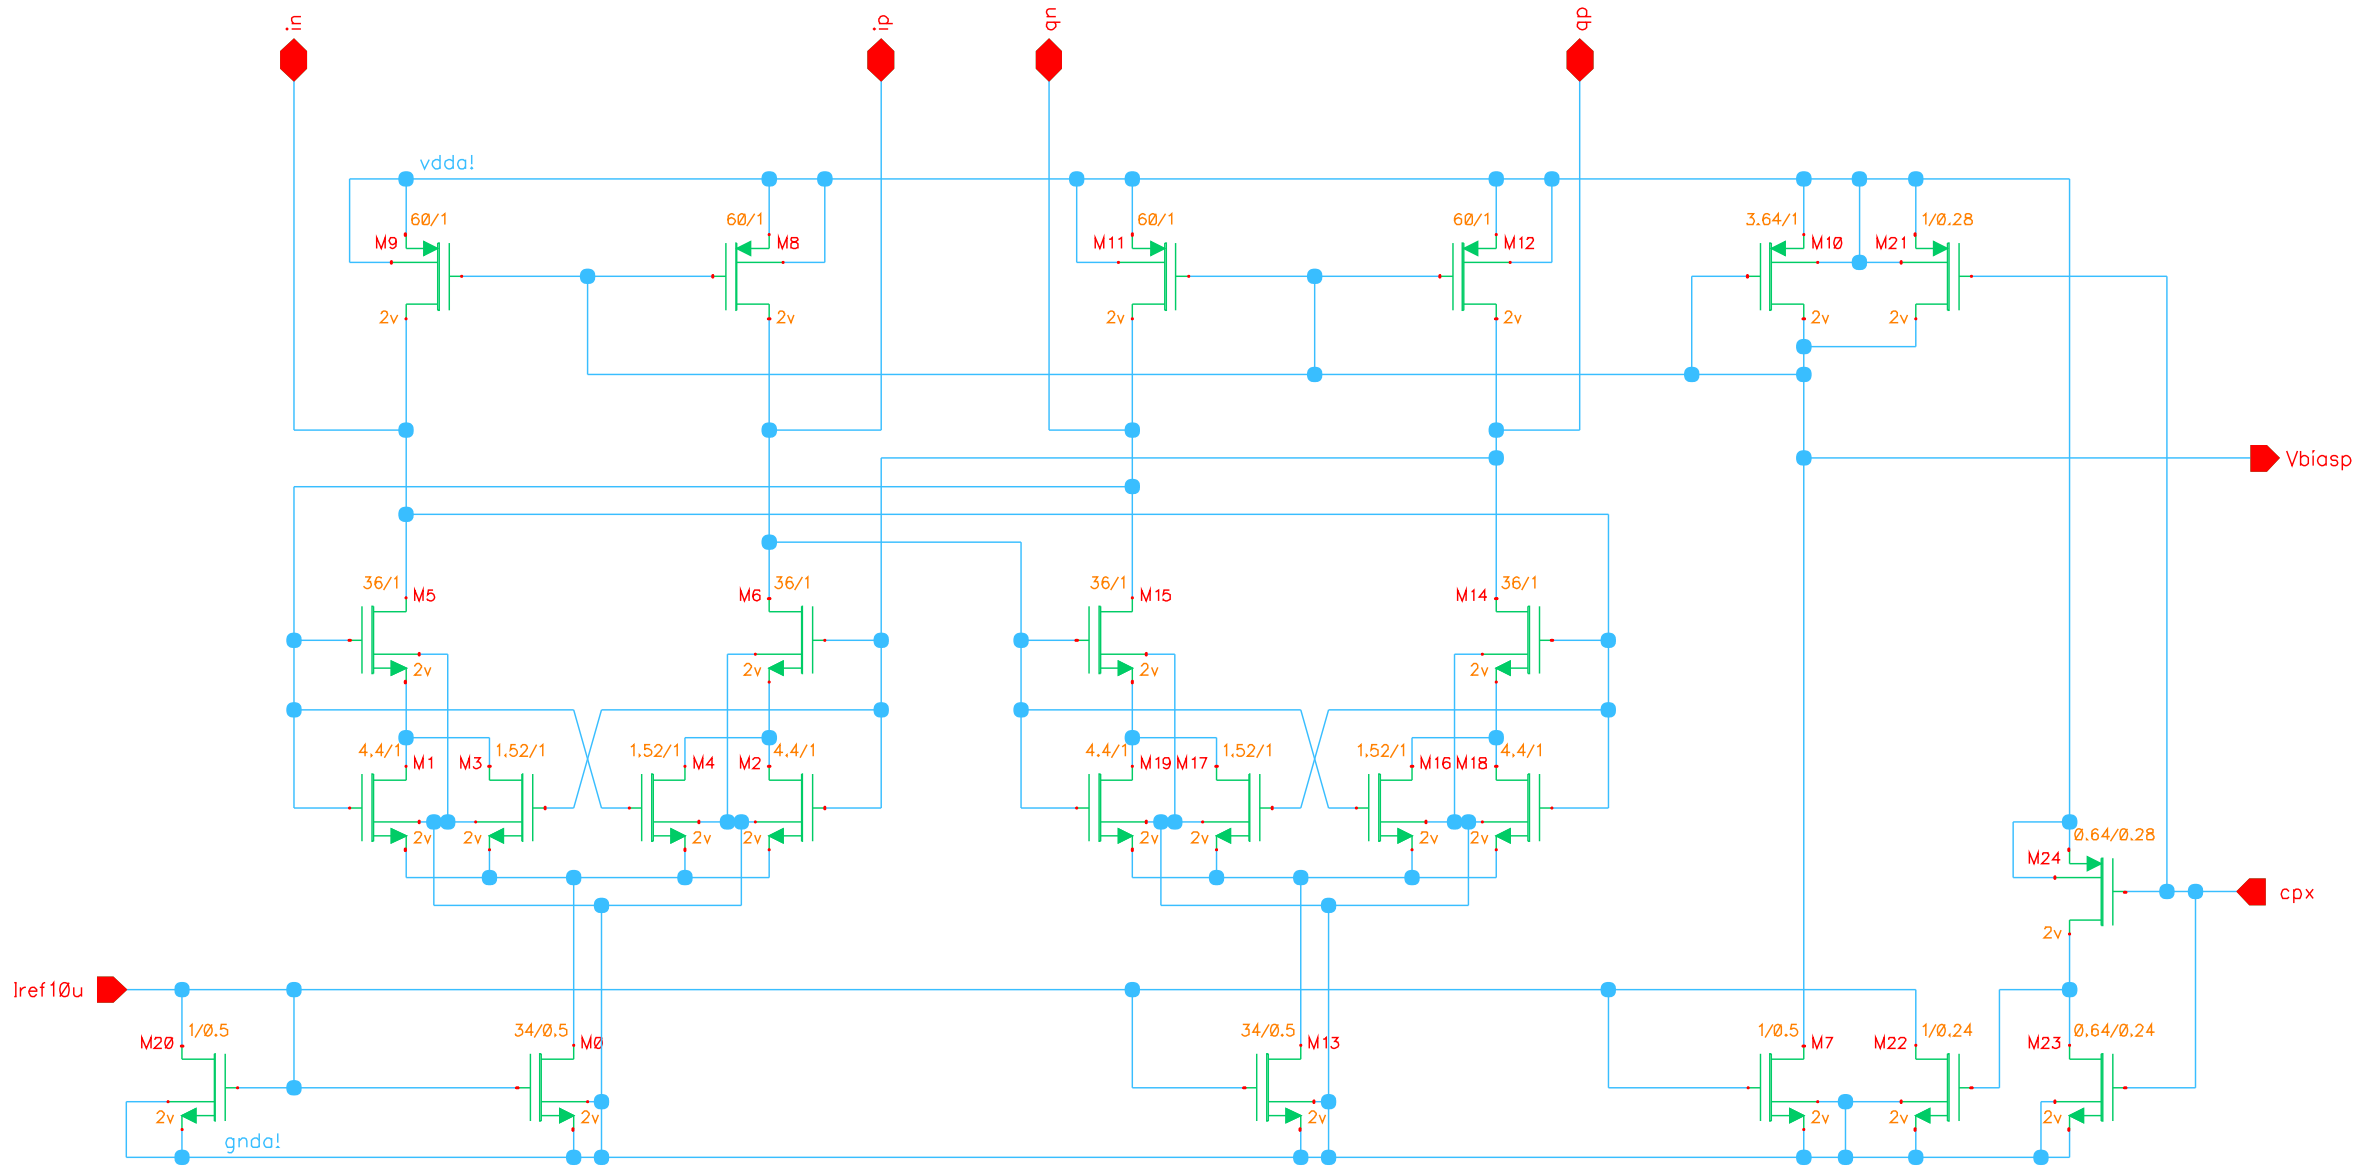 in
ip
qn
qp
vdda!
60/1
60/1
60/1
60/1
3.64/1
1/0.28
M9
M8
M11
M12
M10
M21
2v
2v
2v
2v
2v
2v
Vbiasp
36/1
36/1
36/1
36/1
M5
M6
M15
M14
2v
2v
2v
2v
4.4/1
1.52/1
1.52/1
4.4/1
4.4/1
1.52/1
1.52/1
4.4/1
M1
M3
M4
M2
M19
M17
M16
M18
2v
2v
2v
2v
2v
2v
2v
2v
0.64/0.28
M24
cpx
2v
Iref10u
1/0.5
34/0.5
34/0.5
1/0.5
1/0.24
0.64/0.24
M20
M0
M13
M7
M22
M23
2v
2v
2v
2v
2v
2v
gnda!